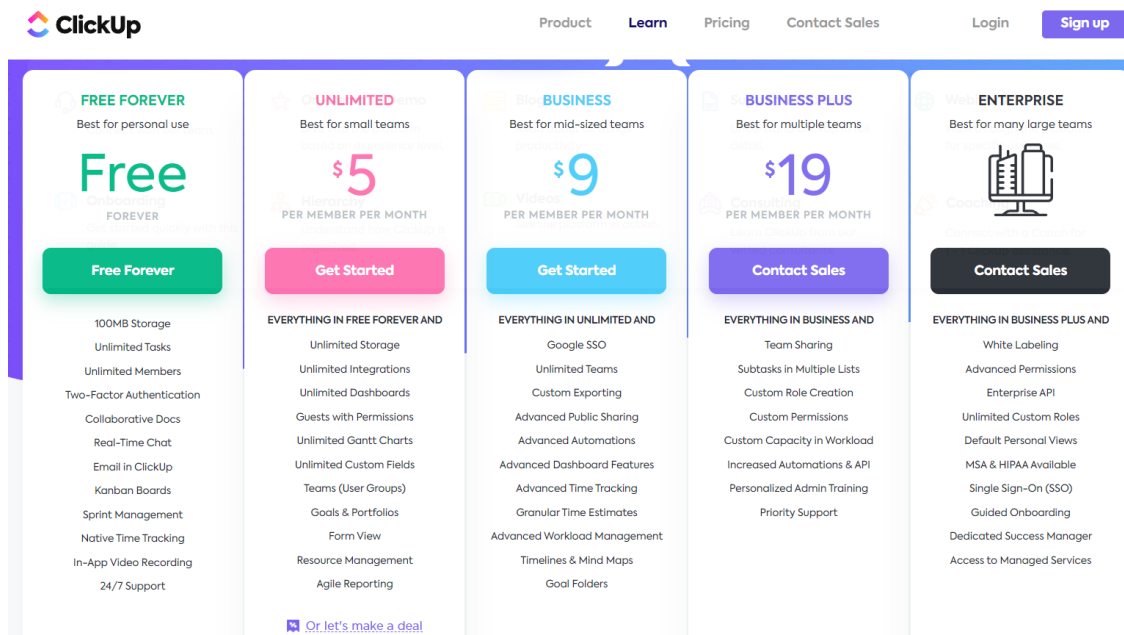 ClickUp
Product
Learn
Pricing
Contact Sales
Login
Sign up
FREE FOREVER
Best for personal use
Free
FOREVER
Free Forever
100MB Storage
Unlimited Tasks
Unlimited Members
Two-Factor Authentication
Collaborative Docs
Real-Time Chat
Email in ClickUp
Kanban Boards
Sprint Management
Native Time Tracking
In-App Video Recording
24/7 Support
UNLIMITED
Best for small teams
$5
PER MEMBER PER MONTH
Get Started
EVERYTHING IN FREE FOREVER AND
Unlimited Storage
Unlimited Integrations
Unlimited Dashboards
Guests with Permissions
Unlimited Gantt Charts
Unlimited Custom Fields
Teams (User Groups)
Goals & Portfolios
Form View
Resource Management
Agile Reporting
Or let's make a deal
BUSINESS
Best for mid-sized teams
$9
PER MEMBER PER MONTH
Get Started
EVERYTHING IN UNLIMITED AND
Google SSO
Unlimited Teams
Custom Exporting
Advanced Public Sharing
Advanced Automations
Advanced Dashboard Features
Advanced Time Tracking
Granular Time Estimates
Advanced Workload Management
Timelines & Mind Maps
Goal Folders
BUSINESS PLUS
Best for multiple teams
$19
PER MEMBER PER MONTH
Contact Sales
EVERYTHING IN BUSINESS AND
Team Sharing
Subtasks in Multiple Lists
Custom Role Creation
Custom Permissions
Custom Capacity in Workload
Increased Automations & API
Personalized Admin Training
Priority Support
ENTERPRISE
Best for many large teams
Contact Sales
EVERYTHING IN BUSINESS PLUS AND
White Labeling
Advanced Permissions
Enterprise API
Unlimited Custom Roles
Default Personal Views
MSA & HIPAA Available
Single Sign-On (SSO)
Guided Onboarding
Dedicated Success Manager
Access to Managed Services
Onboarding
Hierarchy
Videos
Consulting